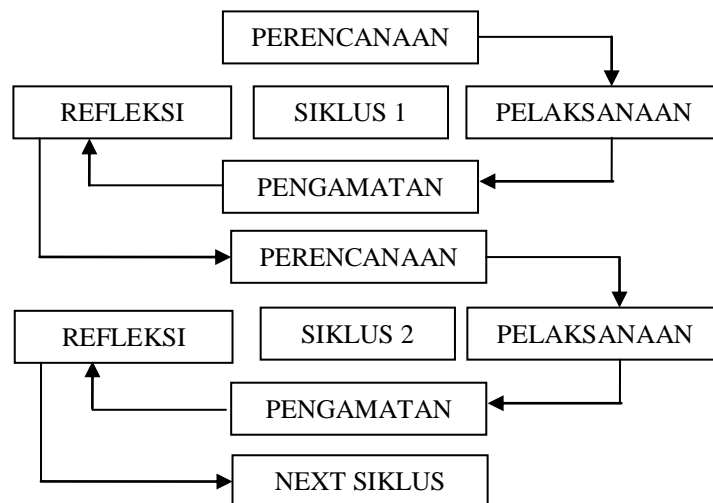 PERENCANAAN
REFLEKSI
SIKLUS 1
PELAKSANAAN
PENGAMATAN
PERENCANAAN
REFLEKSI
SIKLUS 2
PELAKSANAAN
PENGAMATAN
NEXT SIKLUS